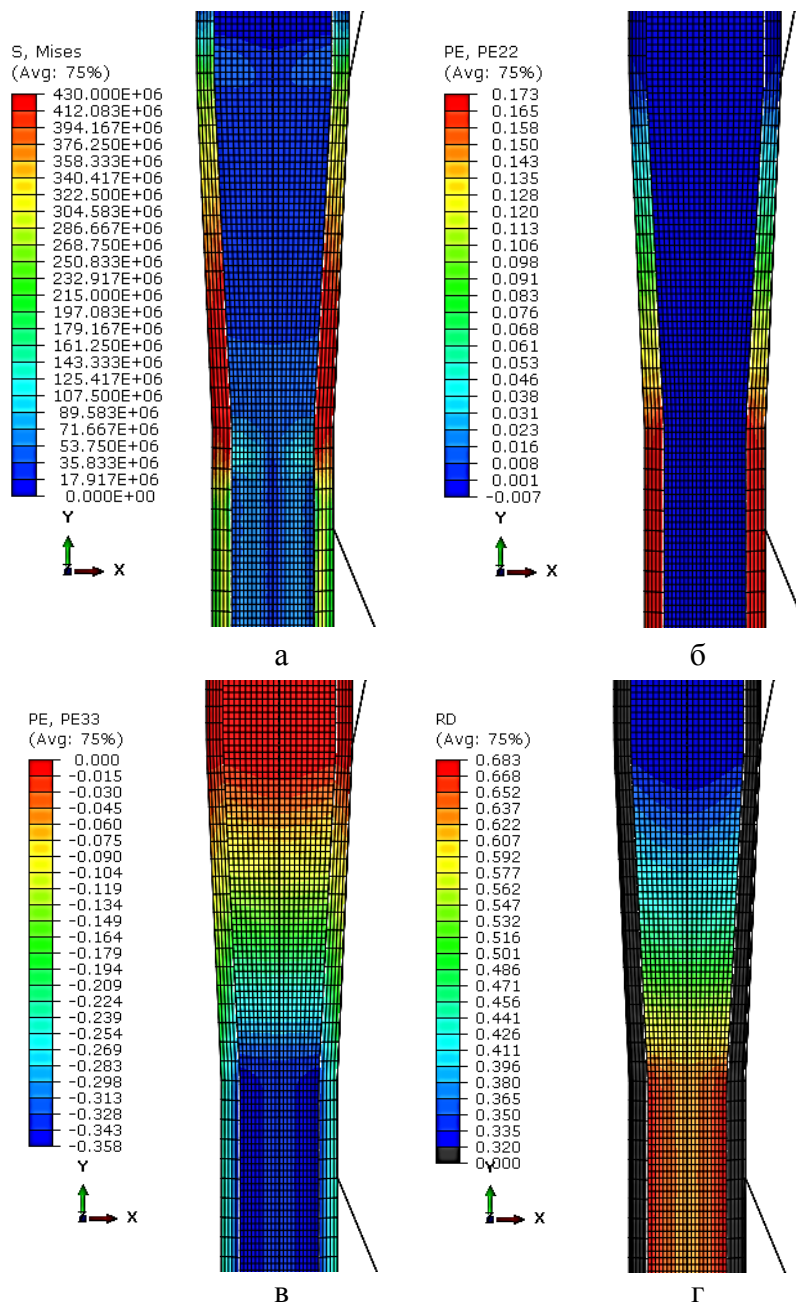 S, Mises
(Avg: 75%)
430.000E+06
412.083E+06
394.167E+06
376.250E+06
358.333E+06
340.417E+06
322.500E+06
304.583E+06
286.667E+06
268.750E+06
250.833E+06
232.917E+06
215.000E+06
197.083E+06
179.167E+06
161.250E+06
143.333E+06
125.417E+06
107.500E+06
89.583E+06
71.667E+06
53.750E+06
35.833E+06
17.917E+06
0.000E+00
Y
X
а
PE, PE22
(Avg: 75%)
0.173
0.165
0.158
0.150
0.143
0.135
0.128
0.120
0.113
0.106
0.098
0.091
0.083
0.076
0.068
0.061
0.053
0.046
0.038
0.031
0.023
0.016
0.008
0.001
-0.007
Y
X
б
PE, PE33
(Avg: 75%)
0.000
-0.015
-0.030
-0.045
-0.060
-0.075
-0.090
-0.104
-0.119
-0.134
-0.149
-0.164
-0.179
-0.194
-0.209
-0.224
-0.239
-0.254
-0.269
-0.283
-0.298
-0.313
-0.328
-0.343
-0.358
Y
X
в
RD
(Avg: 75%)
0.683
0.668
0.652
0.637
0.622
0.607
0.592
0.577
0.562
0.547
0.532
0.516
0.501
0.486
0.471
0.456
0.441
0.426
0.411
0.396
0.380
0.365
0.350
0.335
0.320
0.000
Y
X
г